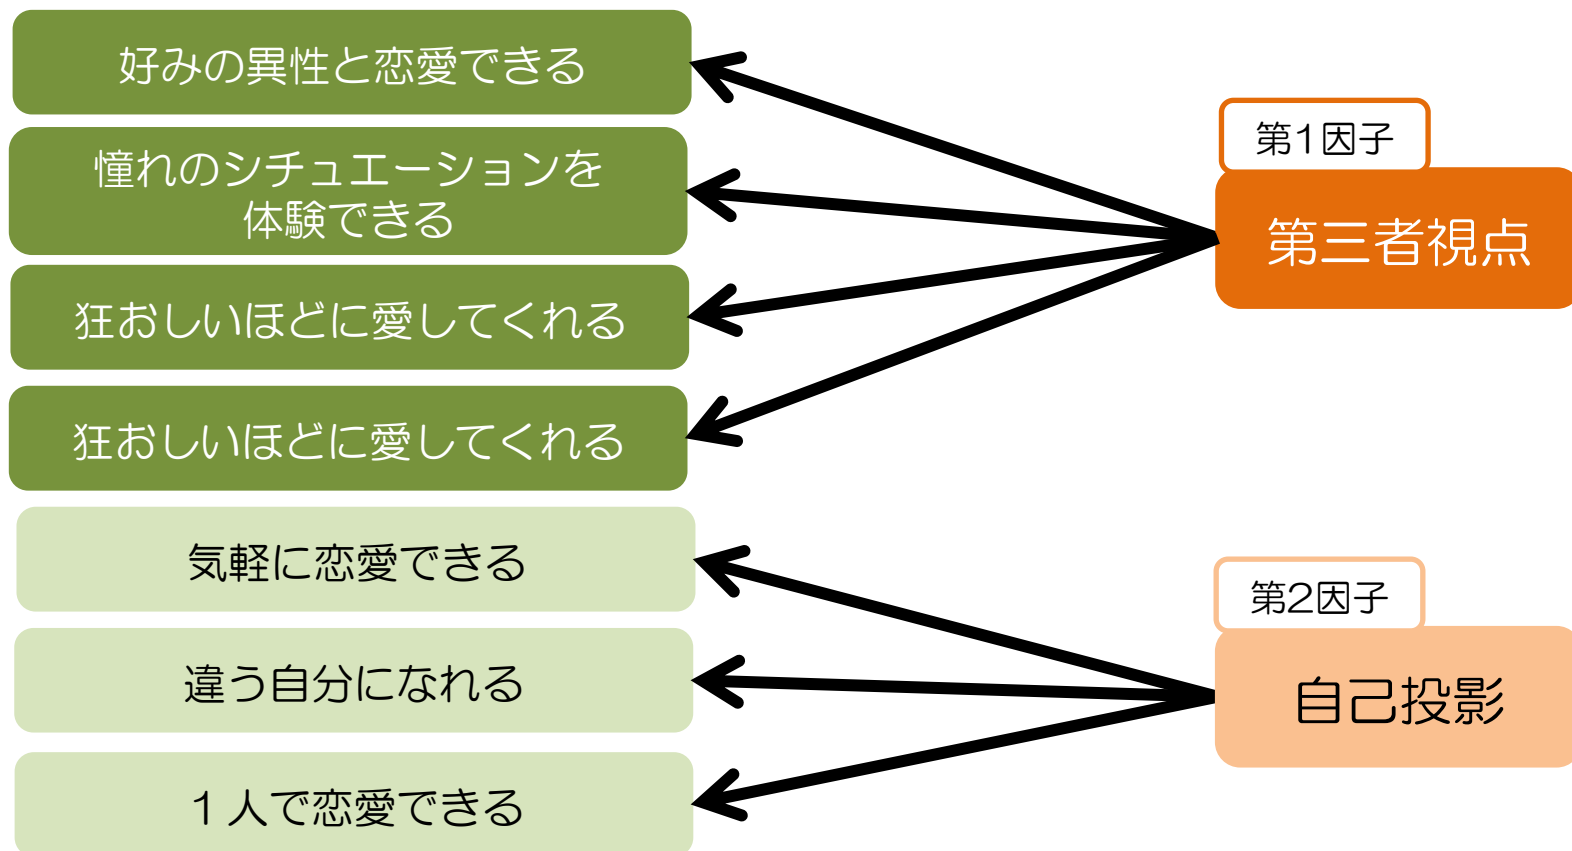 好みの異性と恋愛できる
憧れのシチュエーションを
体験できる
狂おしいほどに愛してくれる
狂おしいほどに愛してくれる
気軽に恋愛できる
違う自分になれる
１人で恋愛できる
第1因子
第三者視点
第2因子
自己投影